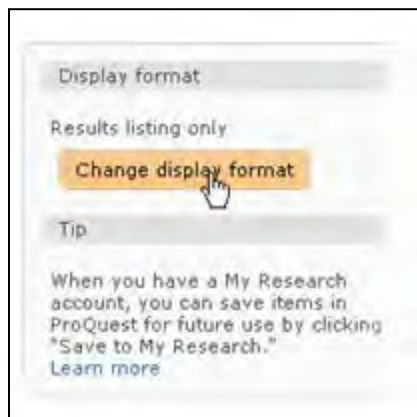 Display format
Results listing only
Change display format
Tip
When you have a My Research
account, you can save items in
ProQuest for future use by clicking
"Save to My Research."
Learn more